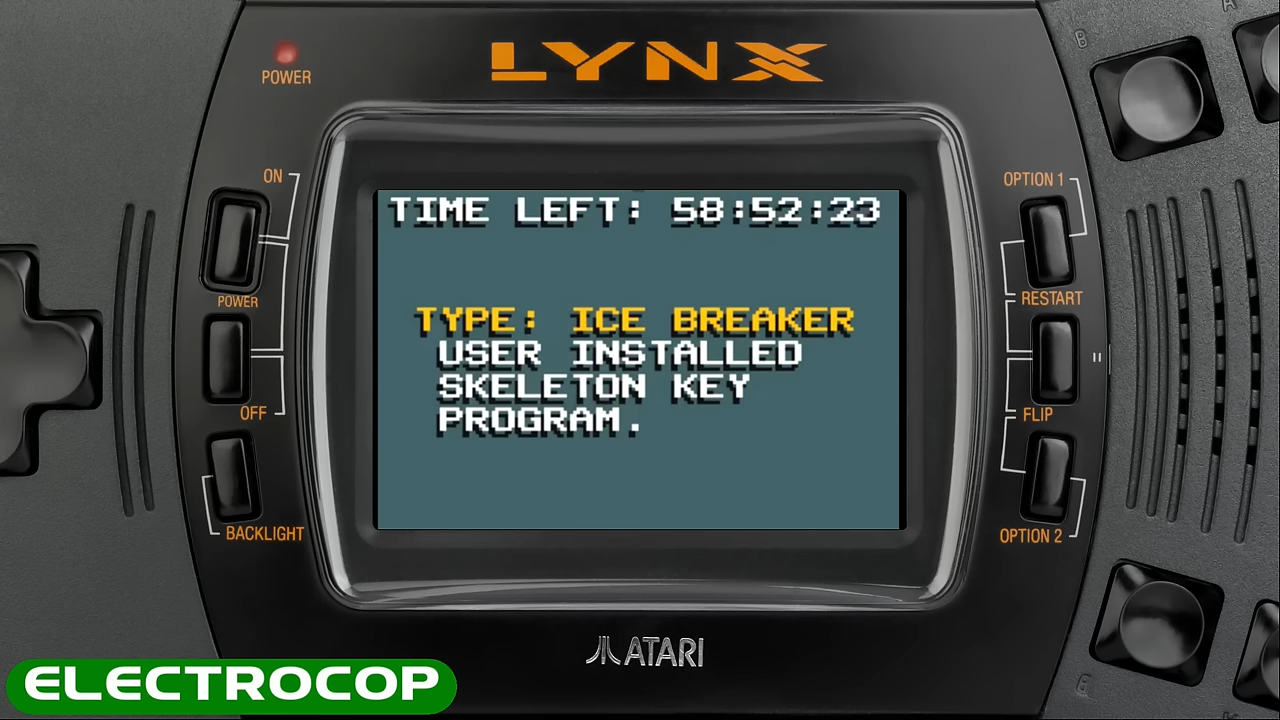 LYNX
POWER
ON
POWER
OFF
BACKLIGHT
OPTION 1
RESTART
FLIP
OPTION 2
B
A
TIME LEFT: 58:52:23
TYPE: ICE BREAKER
USER INSTALLED
SKELETON KEY
PROGRAM.
ATARI
ELECTROCOP